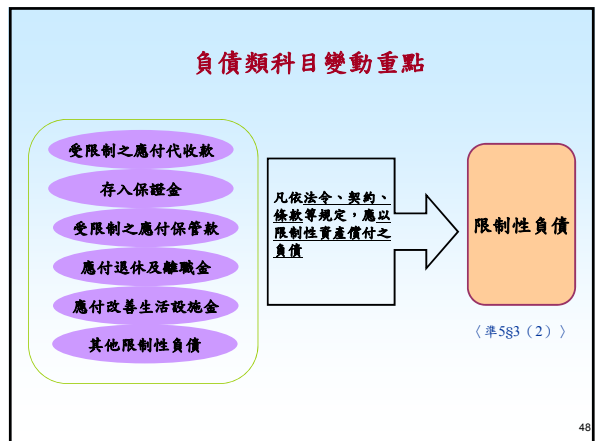 負債類科目變動重點
受限制之應付代收款
存入保證金
受限制之應付保管款
應付退休及離職金
應付改善生活設施金
其他限制性負債
凡依法令、契約、
條款等規定，應以
限制性資產償付之
負債
限制性負債
〈準5§3（2）〉
48